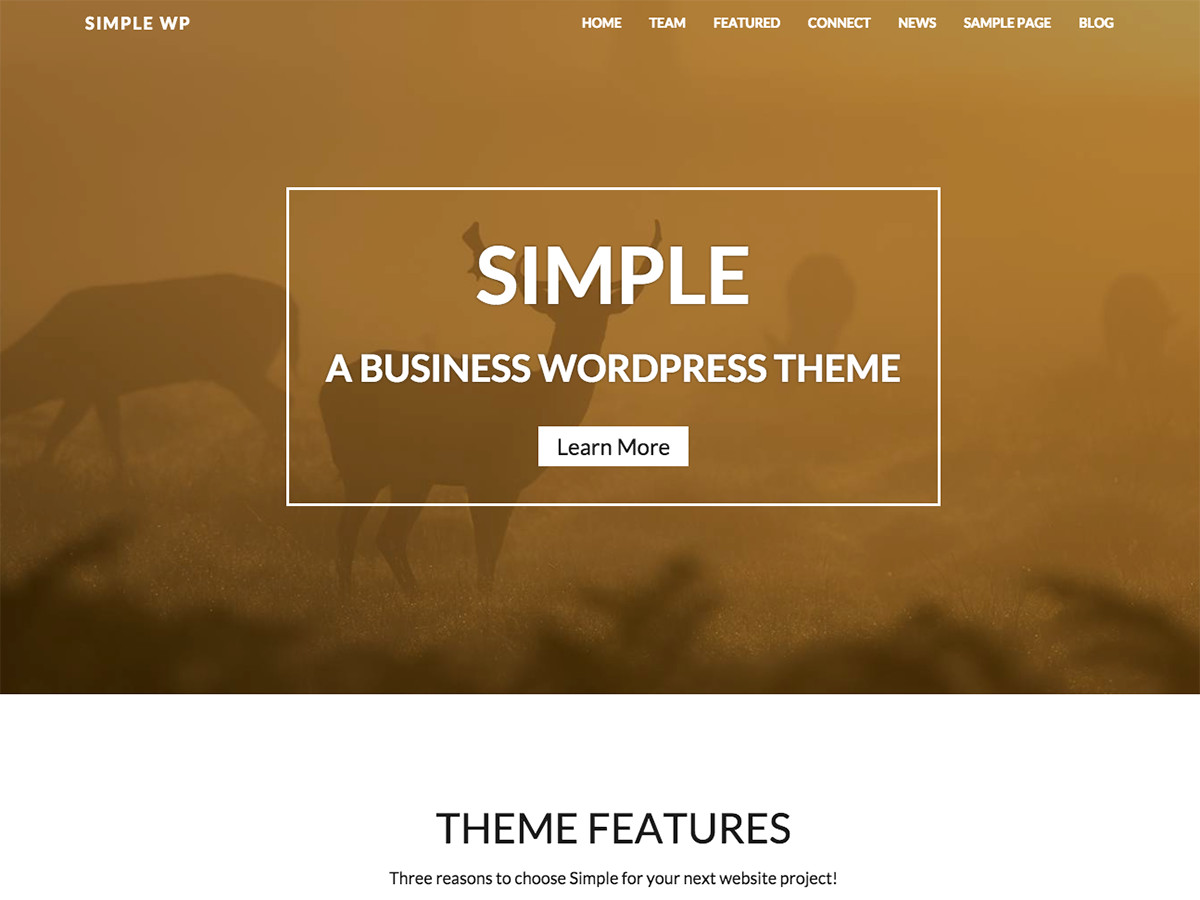 SIMPLE WP
HOME TEAM FEATURED CONNECT NEWS SAMPLE PAGE BLOG
SIMPLE
A BUSINESS WORDPRESS THEME
Learn More
THEME FEATURES
Three reasons to choose Simple for your next website project!